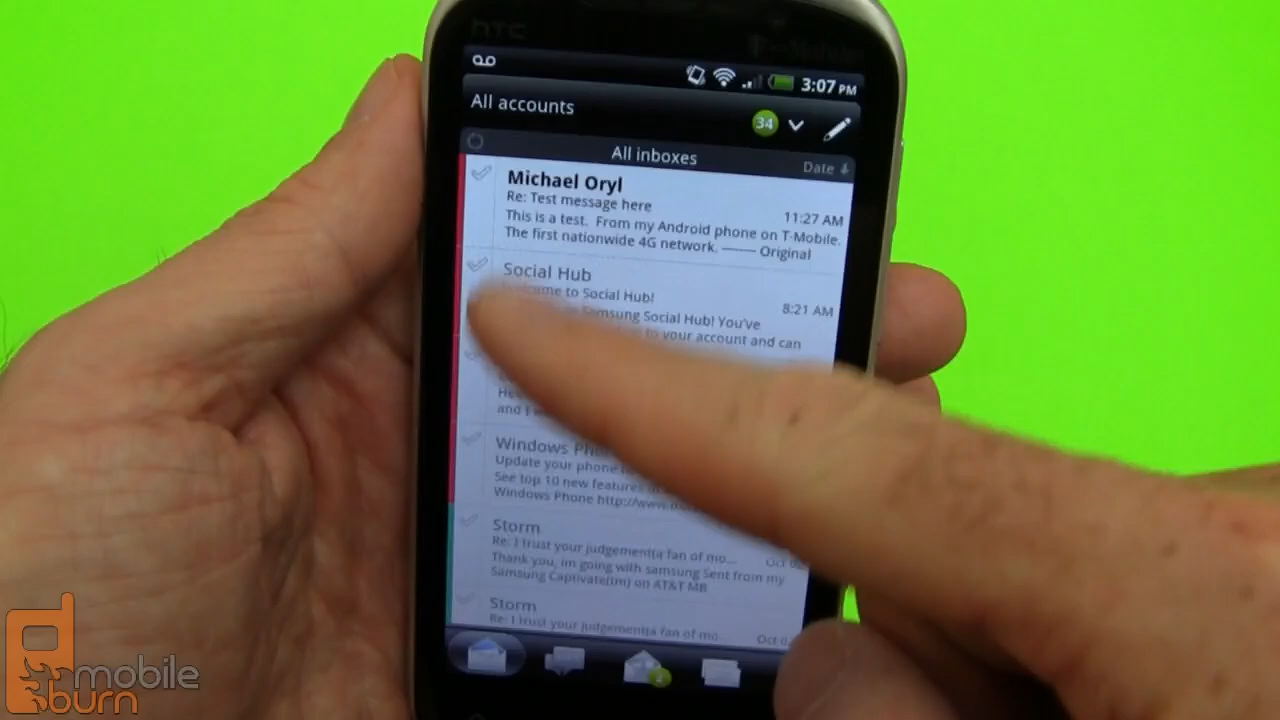 hTC
3:07 PM
All accounts
34
All inboxes
Date
Michael Oryl
Re: Test message here
11:27 AM
This is a test. From my Android phone on T-Mobile.
The first nationwide 4G network. —— Original
Social Hub
to Social Hub!
8:21 AM
Samsung Social Hub! You've
to your account and can
and I
Windows
Update your phone
See top 10 new features
Windows Phone http://www.
Storm
Re: I trust your judgement(a fan of mo...
Oct
Thank you, im going with samsung Sent from my
Samsung Captivate(tm) on AT&T MB
Storm
Re: I trust your judgement(a fan of mo...
Oct
2
mobile
burn